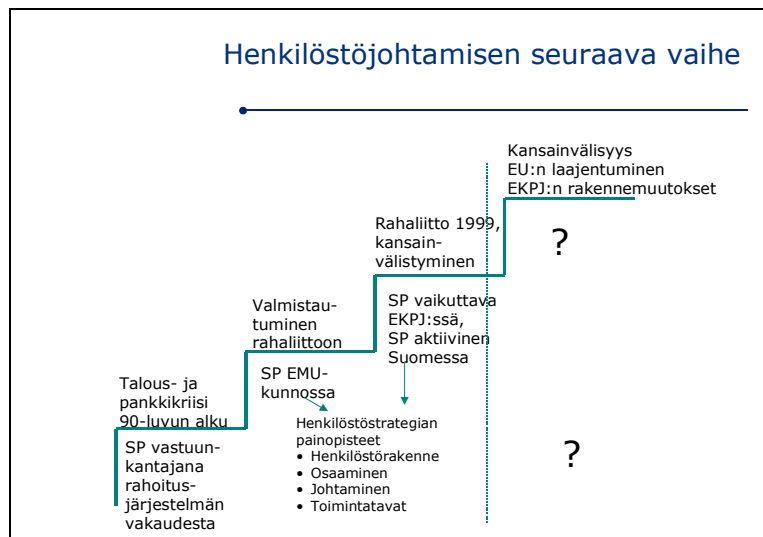 Henkilöstöjohtamisen seuraava vaihe
Kansainvälisyys
EU:n laajentuminen
EKPJ:n rakennemuutokset
?
Rahaliitto 1999,
kansain-
välistyminen
SP vaikuttava
EKPJ:ssä,
SP aktiivinen
Suomessa
Valmistau-
tuminen
rahaliittoon
SP EMU-
kunnossa
Talous- ja
pankkikriisi
90-luvun alku
SP vastuun-
kantajana
rahoitus-
järjestelmän
vakaudesta
Henkilöstöstrategian
painopisteet
• Henkilöstörakenne
• Osaaminen
• Johtaminen
• Toimintatavat
?